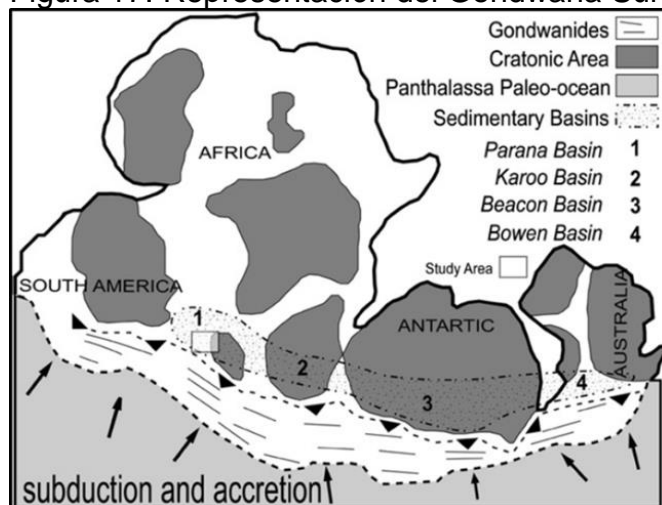 Figura 17. Representación del Gondwana Sur
Gondwanides
Cratonic Area
Panthalassa Paleo-ocean
Sedimentary Basins
Parana Basin 1
Karoo Basin 2
Beacon Basin 3
Bowen Basin 4
Study Area
AFRICA
SOUTH AMERICA
ANTARTIC
AUSTRALIA
1
2
3
4
subduction and accretion